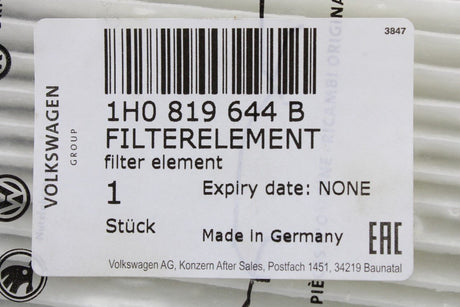 3847
VOLKSWAGEN
GROUP
1H0 819 644 B
FILTERELEMENT
filter element
1 Expiry date: NONE
Stück Made in Germany
EAC
Volkswagen AG, Konzern After Sales, Postfach 1451, 34219 Baunatal